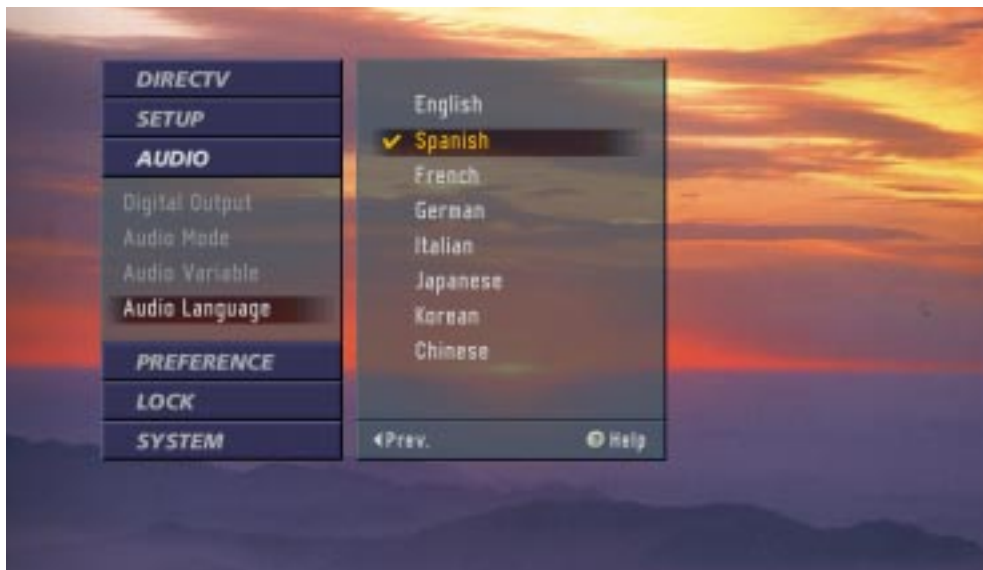 DIRECTV
SETUP
AUDIO
Digital Output
Audio Mode
Audio Variable
Audio Language
PREFERENCE
LOCK
SYSTEM
English
✓ Spanish
French
German
Italian
Japanese
Korean
Chinese
◀Prev.
? Help